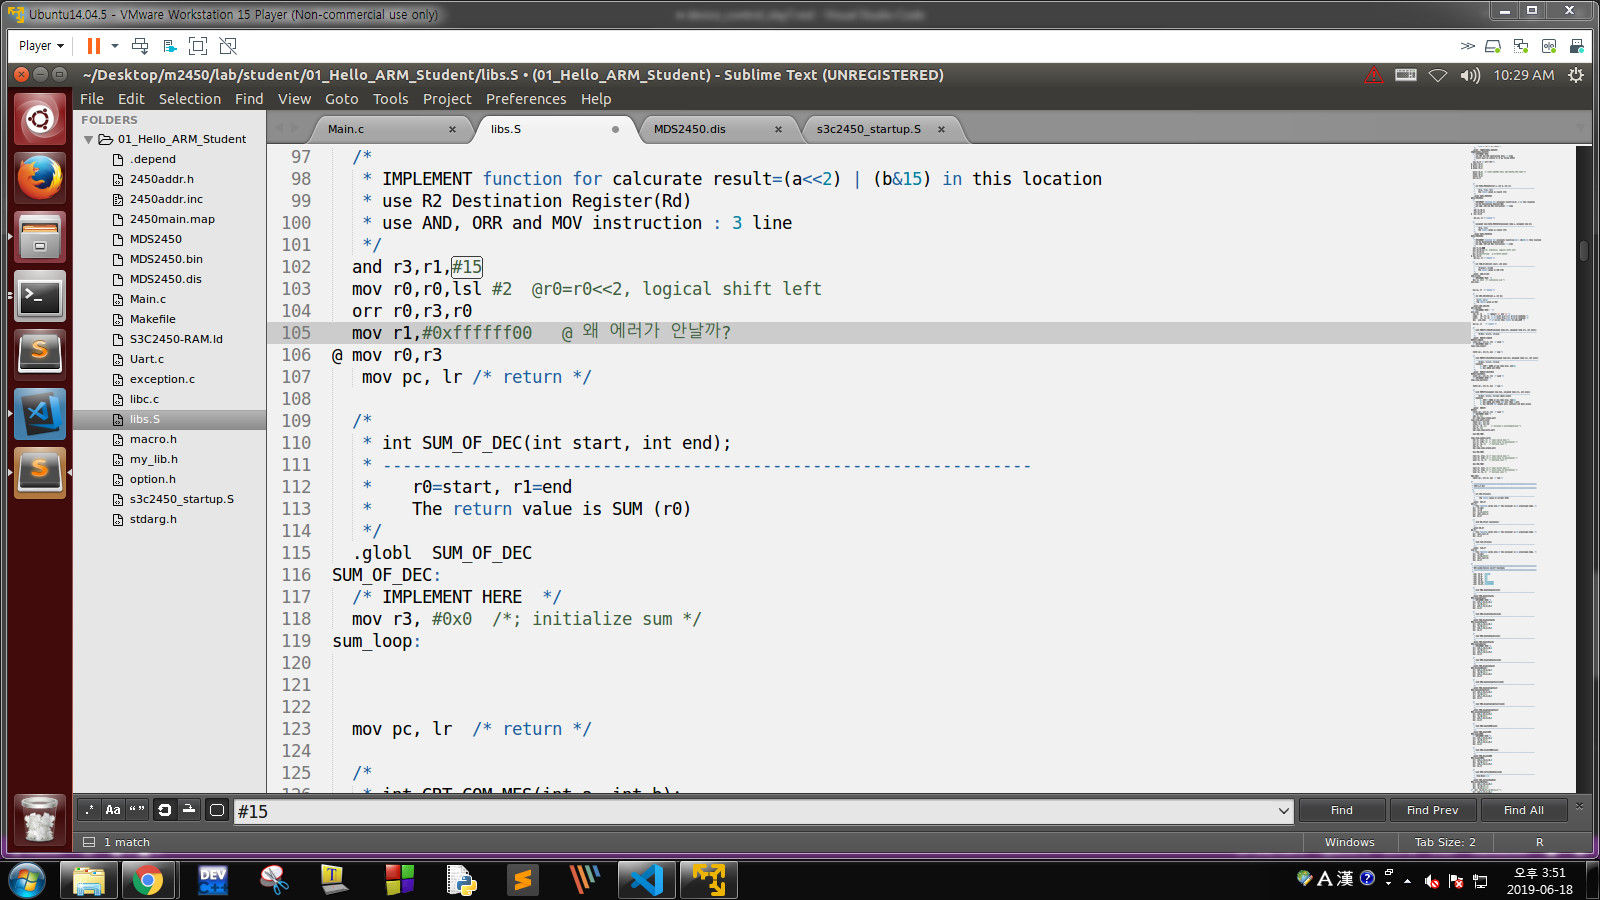 Ubuntu14.04.5 - VMware Workstation 15 Player (Non-commercial use only)
Player
~/Desktop/m2450/lab/student/01_Hello_ARM_Student/libs.S • (01_Hello_ARM_Student) - Sublime Text (UNREGISTERED)
10:29 AM
File Edit Selection Find View Goto Tools Project Preferences Help
FOLDERS
01_Hello_ARM_Student
.depend
2450addr.h
2450addr.inc
2450main.map
MDS2450
MDS2450.bin
MDS2450.dis
Main.c
Makefile
S3C2450-RAM.ld
Uart.c
exception.c
libc.c
libs.S
macro.h
my_lib.h
option.h
s3c2450_startup.S
stdarg.h
Main.c × libs.S MDS2450.dis × s3c2450_startup.S ×
97 /*
98 * IMPLEMENT function for calcurate result=(a<<2) | (b&15) in this location
99 * use R2 Destination Register(Rd)
100 * use AND, ORR and MOV instruction : 3 line
101 */
102 and r3,r1,#15
103 mov r0,r0,lsl #2 @r0=r0<<2, logical shift left
104 orr r0,r3,r0
105 mov r1,#0xffffff00 @ 왜 에러가 안날까?
106 @ mov r0,r3
107 mov pc, lr /* return */
108
109 /*
110 * int SUM_OF_DEC(int start, int end);
111 * -----------------------------------------------------------------
112 * r0=start, r1=end
113 * The return value is SUM (r0)
114 */
115 .globl SUM_OF_DEC
116 SUM_OF_DEC:
117 /* IMPLEMENT HERE */
118 mov r3, #0x0 /*; initialize sum */
119 sum_loop:
120
121
122
123 mov pc, lr /* return */
124
125 /*
.* Aa “” #15 Find Find Prev Find All ×
1 match Windows Tab Size: 2 R
DEV C++ T A 漢 ?
오후 3:51
2019-06-18